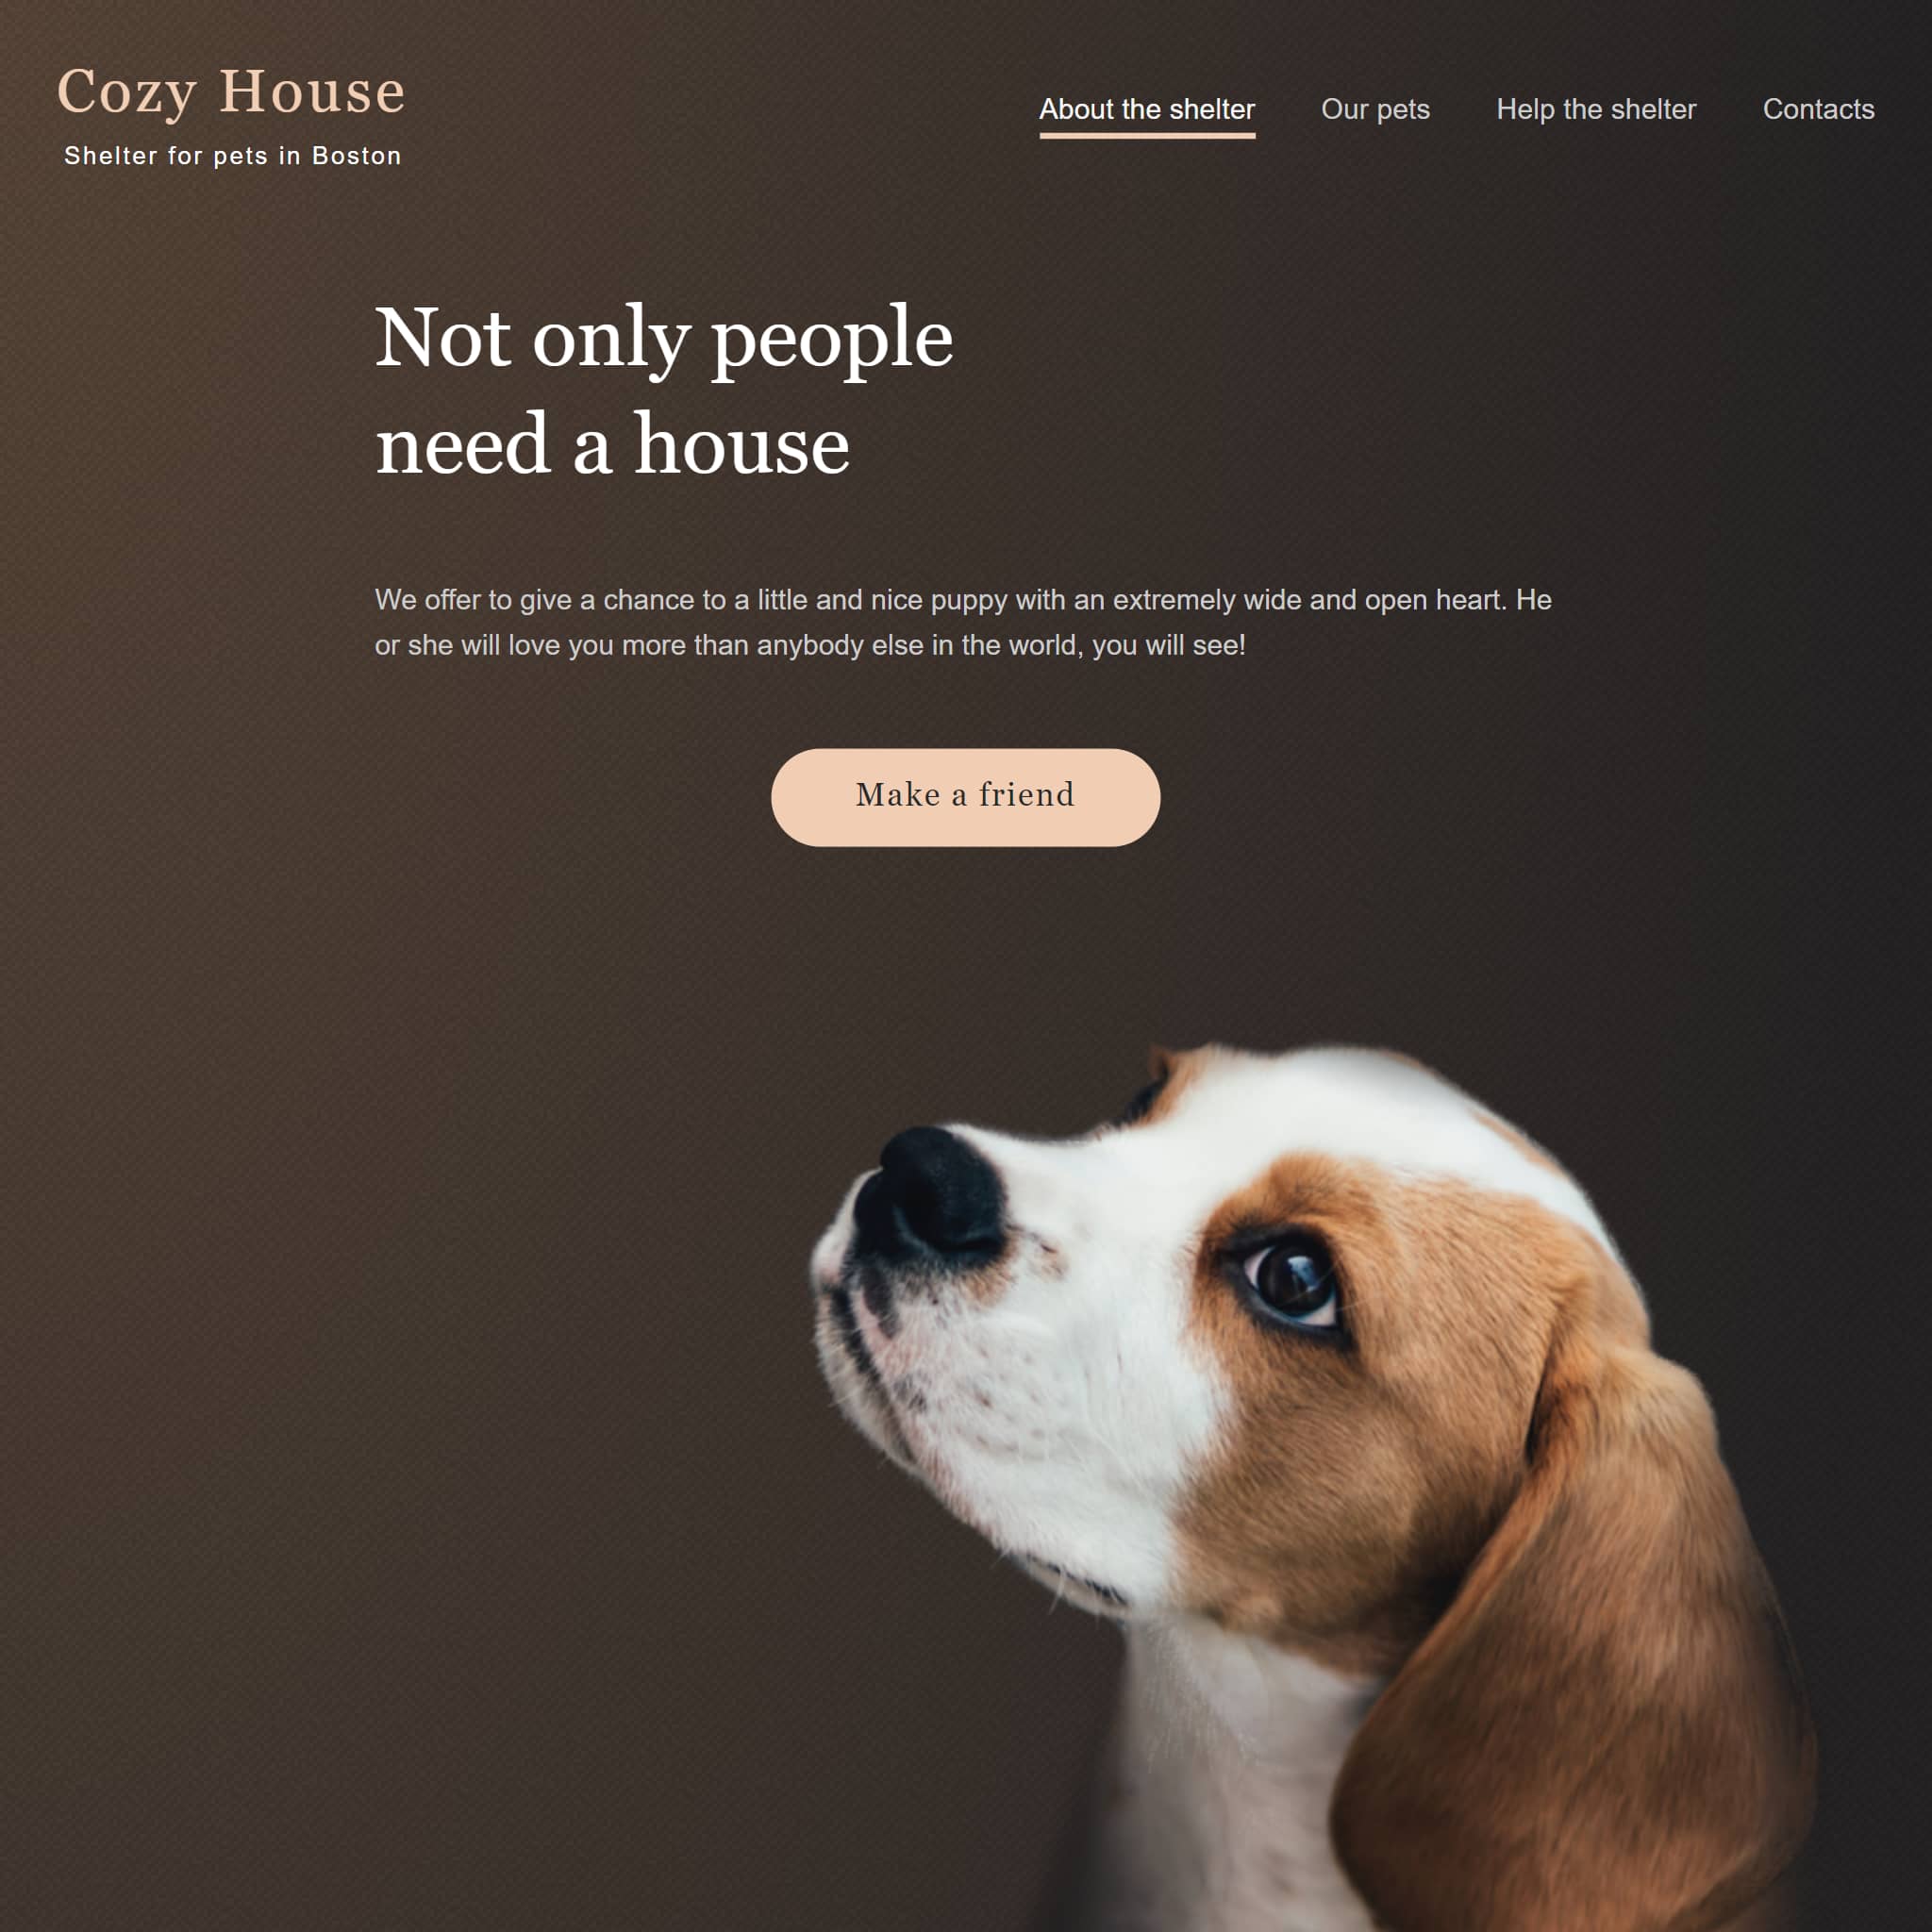 Cozy House
Shelter for pets in Boston
About the shelter
Our pets
Help the shelter
Contacts
Not only people
need a house
We offer to give a chance to a little and nice puppy with an extremely wide and open heart. He
or she will love you more than anybody else in the world, you will see!
Make a friend